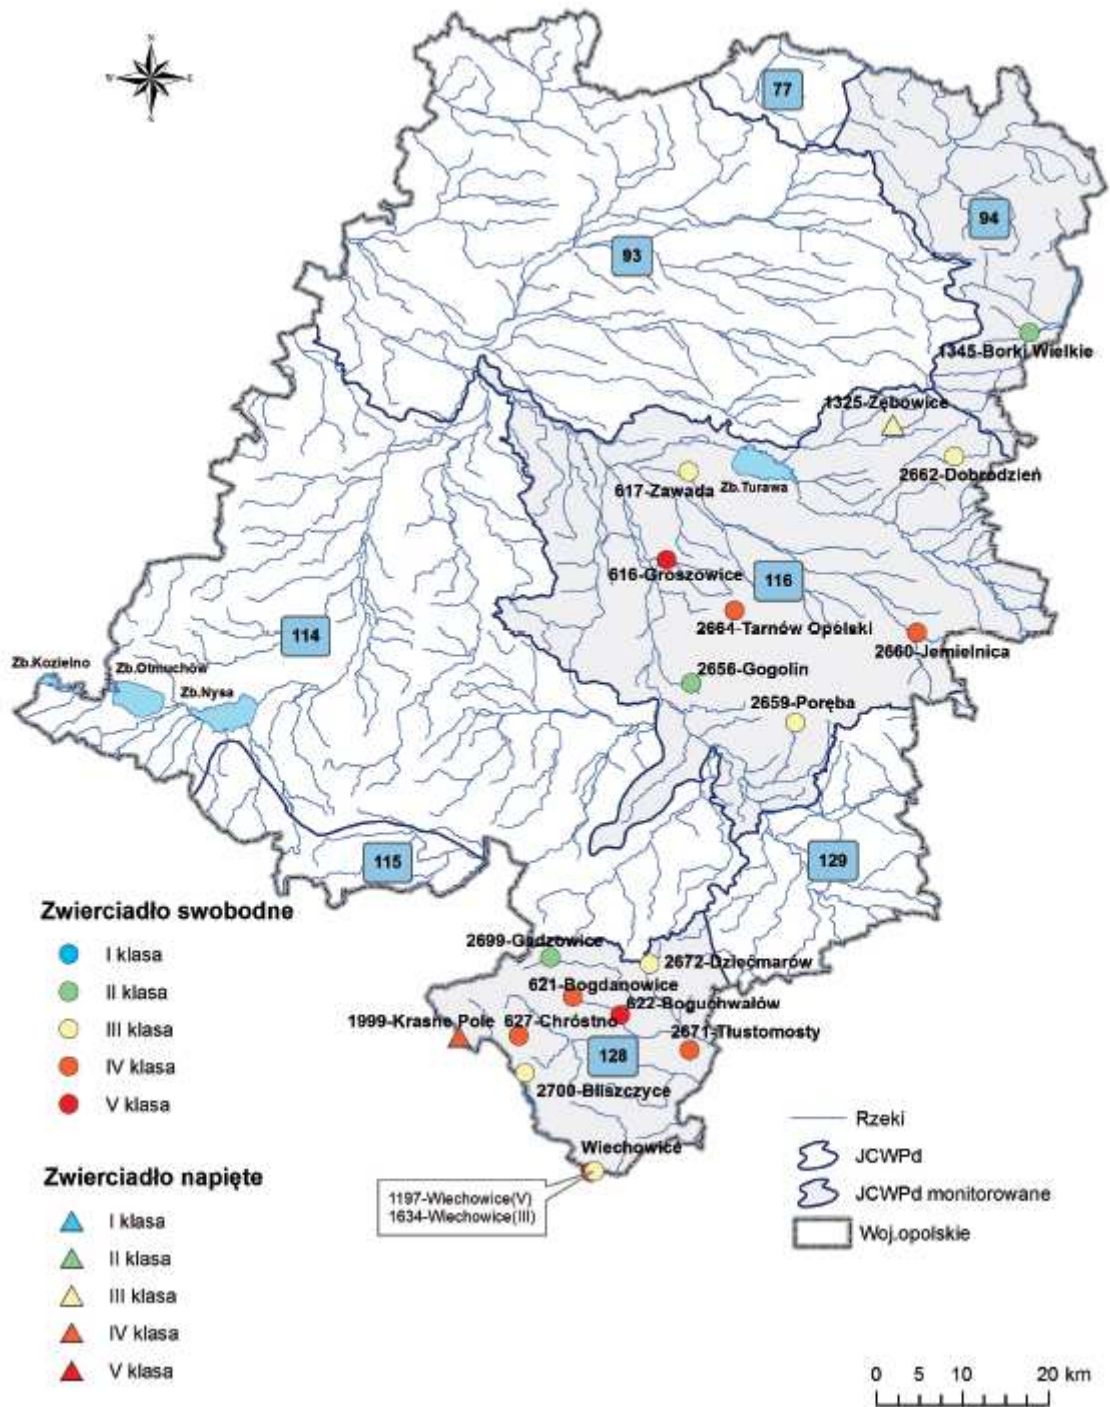 N
W
E
N
77
94
93
1345-Borki Wielkie
1325-Zębowice
2662-Dobrodzień
617-Zawada
Zb.Turawa
616-Groszowice
116
2664-Tarnów Opolski
2660-Jemielnica
114
Zb.Kozielno
Zb.Otmuchów
Zb.Nysa
2656-Gogolin
2659-Poręba
115
129
Zwierciadło swobodne
I klasa
II klasa
III klasa
IV klasa
V klasa
2699-Gadzowice
2672-Dziećmarów
621-Bogdanowice
622-Boguchwałów
1999-Krasne Pole
627-Chróstno
2671-Tłustomosty
128
2700-Bliszczyce
Wiechowice
1197-Wiechowice(V)
1634-Wiechowice(III)
Rzeki
JCWPd
JCWPd monitorowane
Woj.opolskie
Zwierciadło napięte
I klasa
II klasa
III klasa
IV klasa
V klasa
0 5 10 20 km